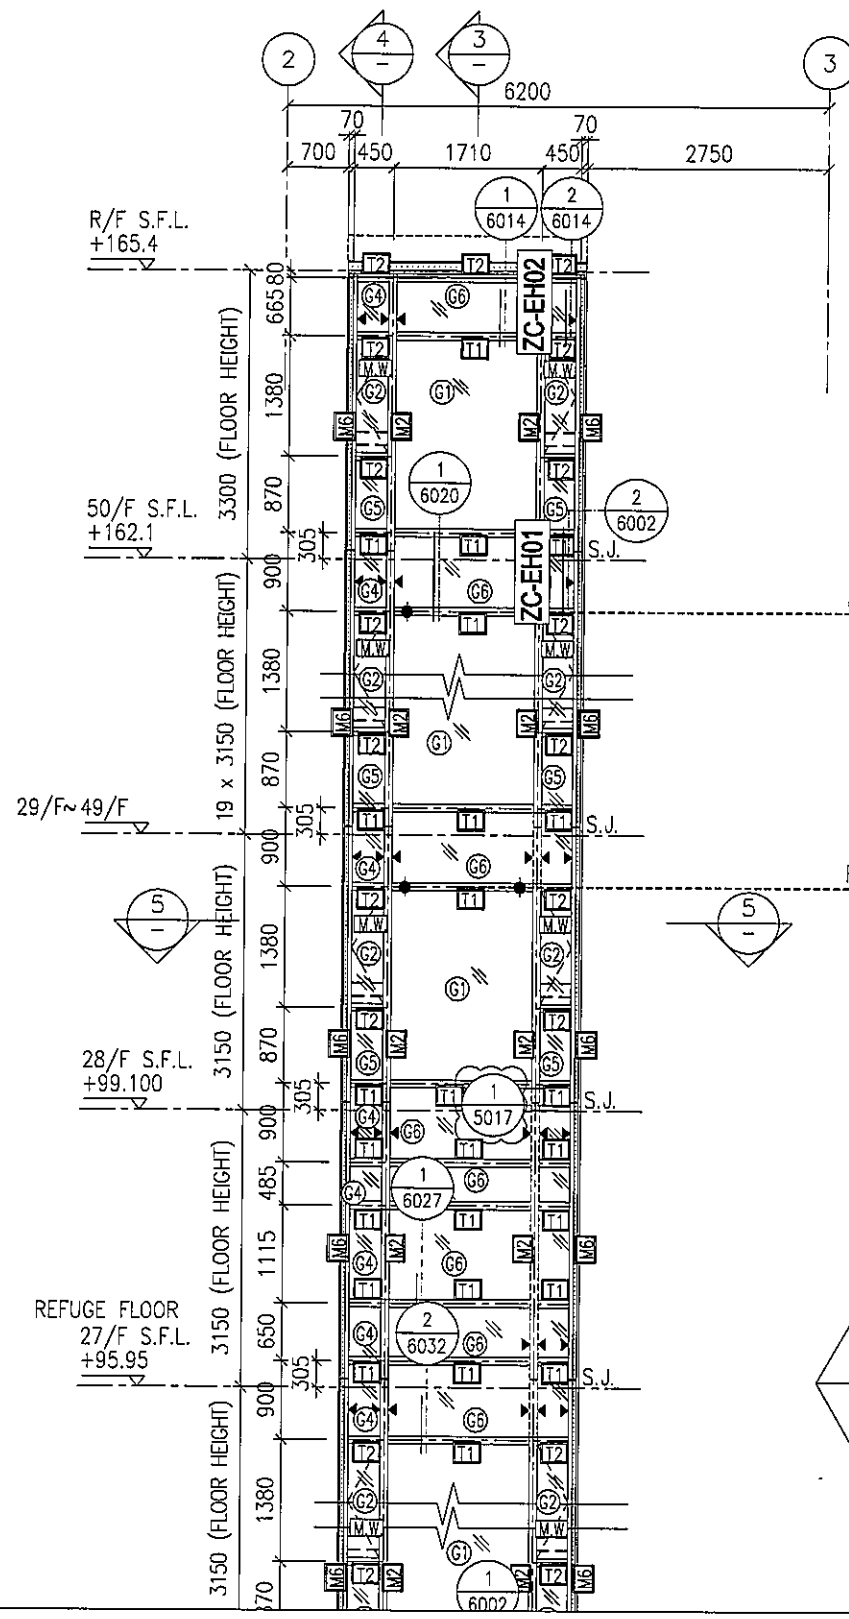 2
4
–
3
–
3
6200
70
70
700
450
1710
450
2750
1
6014
2
6014
R/F S.F.L.
+165.4
T2
T2
T2
80
G4
G6
665
ZC-EH02
T2
T1
T2
M.W
M.W
G2
G1
G2
1380
3300 (FLOOR HEIGHT)
M6
M2
M2
M6
T2
T2
1
6020
870
G5
G5
2
6002
50/F S.F.L.
+162.1
305
T1
T1
T1
S.J.
ZC-EH01
900
G4
G6
T2
T1
T2
M.W
M.W
G2
G2
1380
19 x 3150 (FLOOR HEIGHT)
M6
M2
M2
M6
T2
G1
T2
870
G5
G5
29/F~49/F
305
T1
T1
T1
S.J.
900
G4
G6
T2
T1
T2
5
–
M.W
M.W
5
–
G2
G2
1380
3150 (FLOOR HEIGHT)
G1
T2
T2
M6
M2
M2
M6
870
G5
G5
28/F S.F.L.
+99.100
305
T1
T1
1
5017
T1
S.J.
G4
900
G6
T1
T1
485
G4
1
6027
G6
T1
T1
T1
M6
M2
M2
M6
1115
3150 (FLOOR HEIGHT)
G4
G6
T1
T1
T1
REFUGE FLOOR
27/F S.F.L.
+95.95
650
G4
2
6032
G6
305
T1
T1
T1
S.J.
900
G4
G6
T2
T1
T2
1380
3150 (FLOOR HEIGHT)
G2
G2
M.W
M.W
G1
M6
T2
M2
1
6002
T2
M6